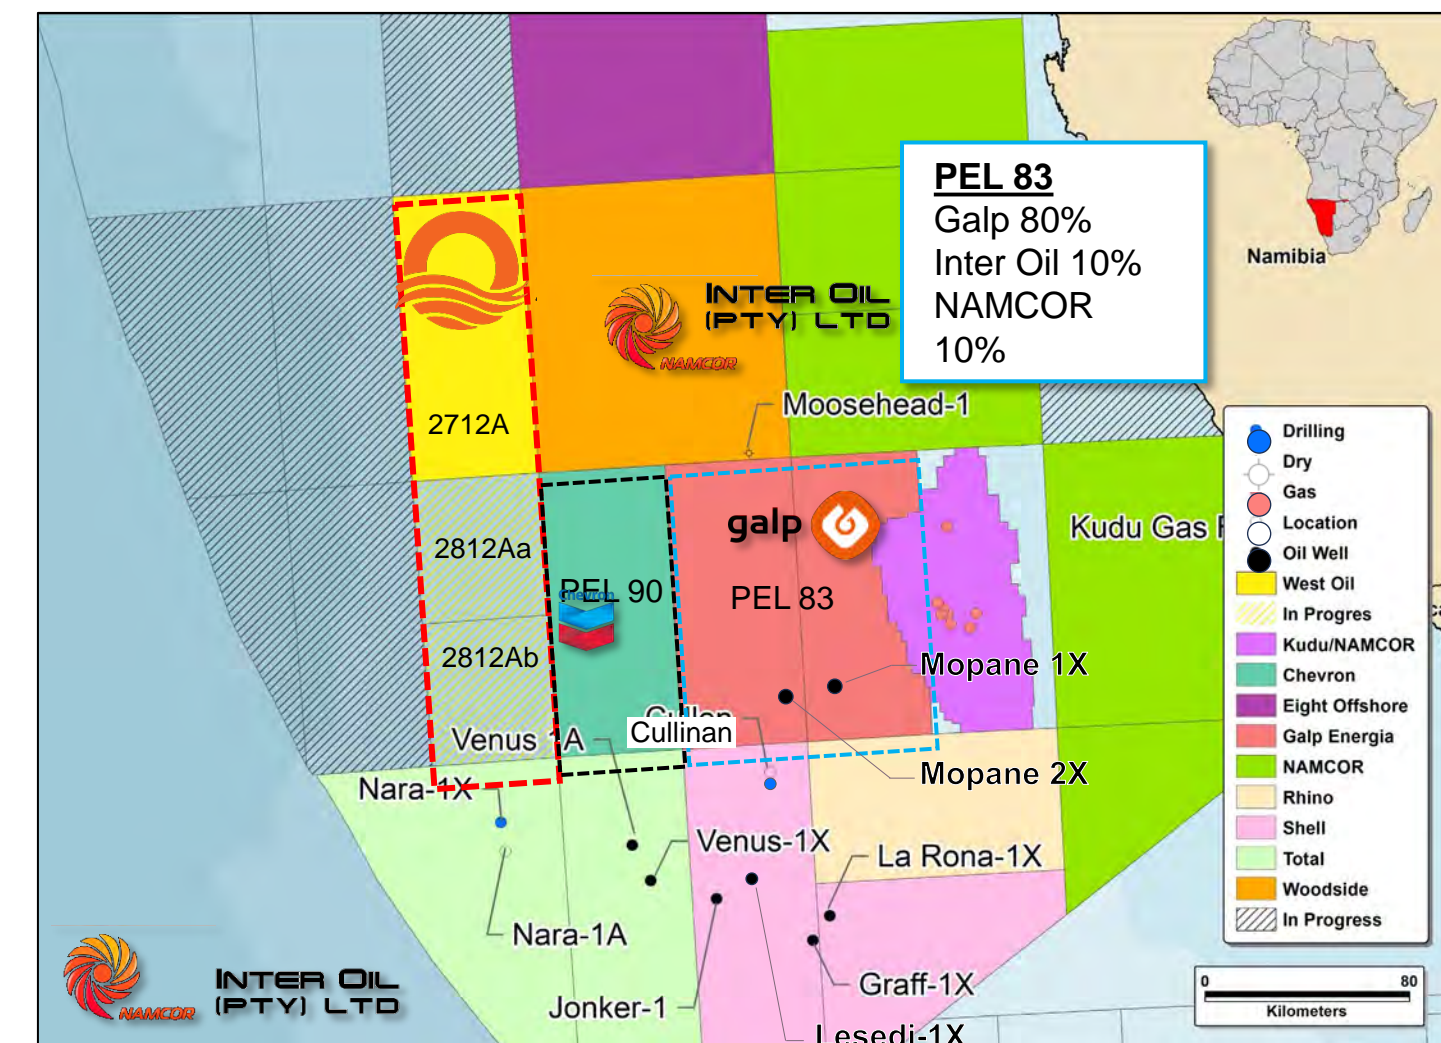 PEL 83
Galp 80%
Inter Oil 10%
NAMCOR
10%
Namibia
INTER OIL
(PTY) LTD
NAMCOR
2712A
Moosehead-1
Drilling
Dry
Gas
Location
Oil Well
West Oil
In Progres
Kudu/NAMCOR
Chevron
Eight Offshore
Galp Energia
NAMCOR
Rhino
Shell
Total
Woodside
In Progress
galp
Kudu Gas
2812Aa
PEL 90
Chevron
PEL 83
2812Ab
Mopane 1X
Venus 1A
Cullinan
Mopane 2X
Nara-1X
Venus-1X
La Rona-1X
Nara-1A
Graff-1X
Jonker-1
Lesedi-1X
INTER OIL
(PTY) LTD
NAMCOR
0 80
Kilometers